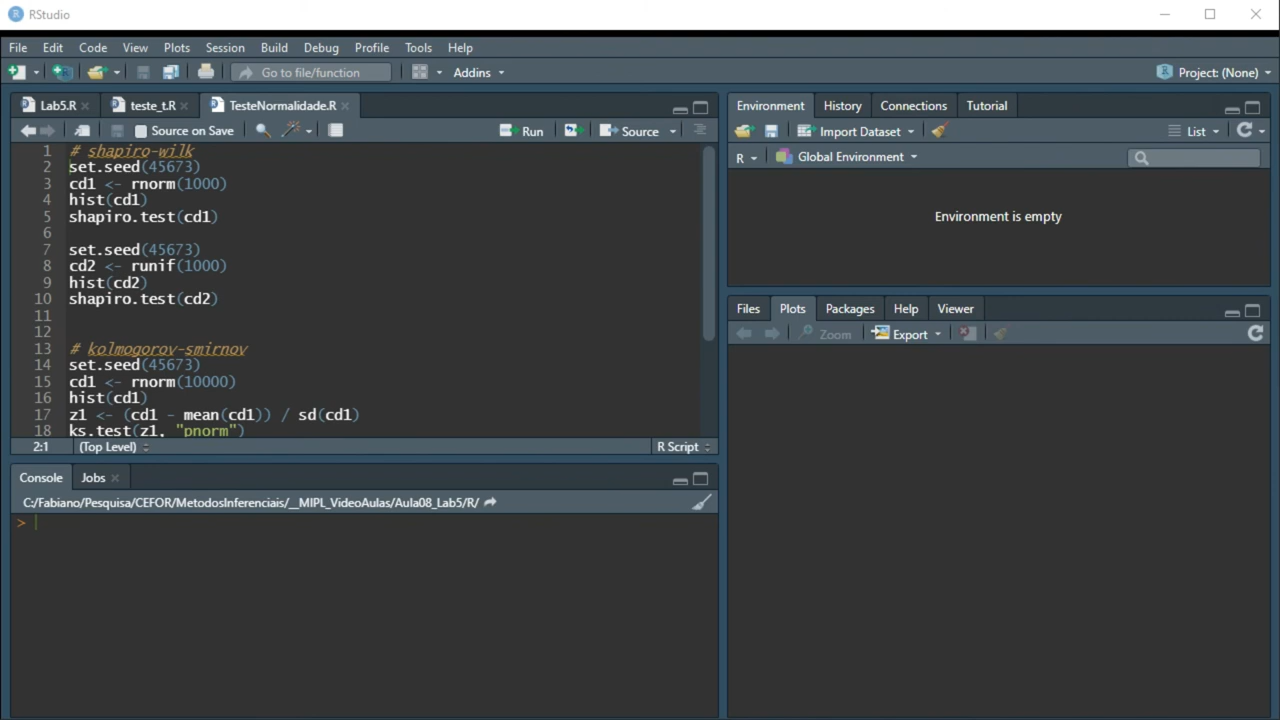 RStudio
File Edit Code View Plots Session Build Debug Profile Tools Help
Go to file/function Addins Project: (None)
Lab5.R teste_t.R TesteNormalidade.R
Source on Save Run Source
1 # shapiro-wilk
2 set.seed(45673)
3 cd1 <- rnorm(1000)
4 hist(cd1)
5 shapiro.test(cd1)
6
7 set.seed(45673)
8 cd2 <- runif(1000)
9 hist(cd2)
10 shapiro.test(cd2)
11
12
13 # kolmogorov-smirnov
14 set.seed(45673)
15 cd1 <- rnorm(10000)
16 hist(cd1)
17 z1 <- (cd1 - mean(cd1)) / sd(cd1)
18 ks.test(z1, "pnorm")
2:1 (Top Level) R Script
Console Jobs
C:/Fabiano/Pesquisa/CEFOR/MetodosInferenciais/__MIPL_VideoAulas/Aula08_Lab5/R/
>
Environment History Connections Tutorial
Import Dataset List
R Global Environment
Environment is empty
Files Plots Packages Help Viewer
Zoom Export